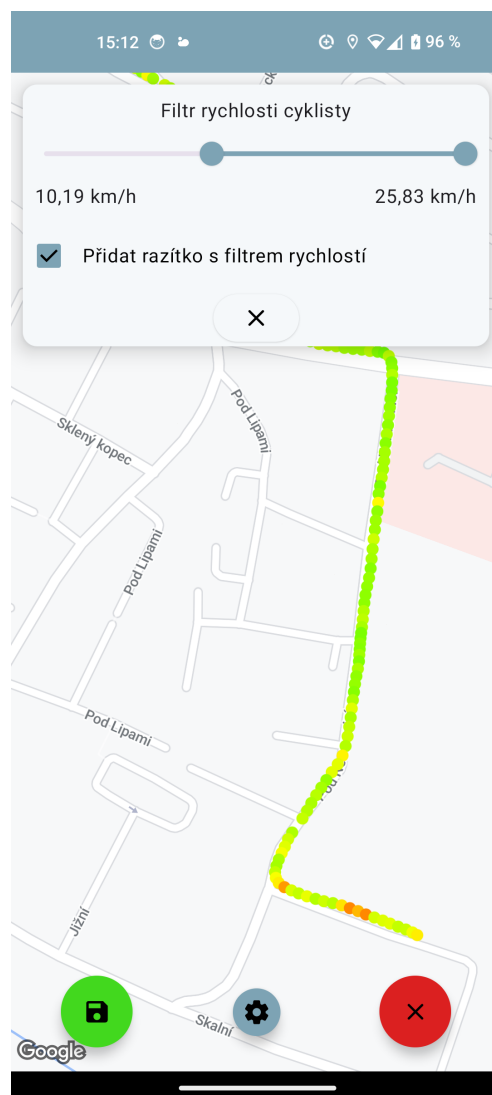 15:12
96 %
Filtr rychlosti cyklisty
10,19 km/h
25,83 km/h
Přidat razítko s filtrem rychlostí
Pod Lipami
Sklený kopec
Pod Lipami
Pod Lipami
Jižní
Skalní
Google